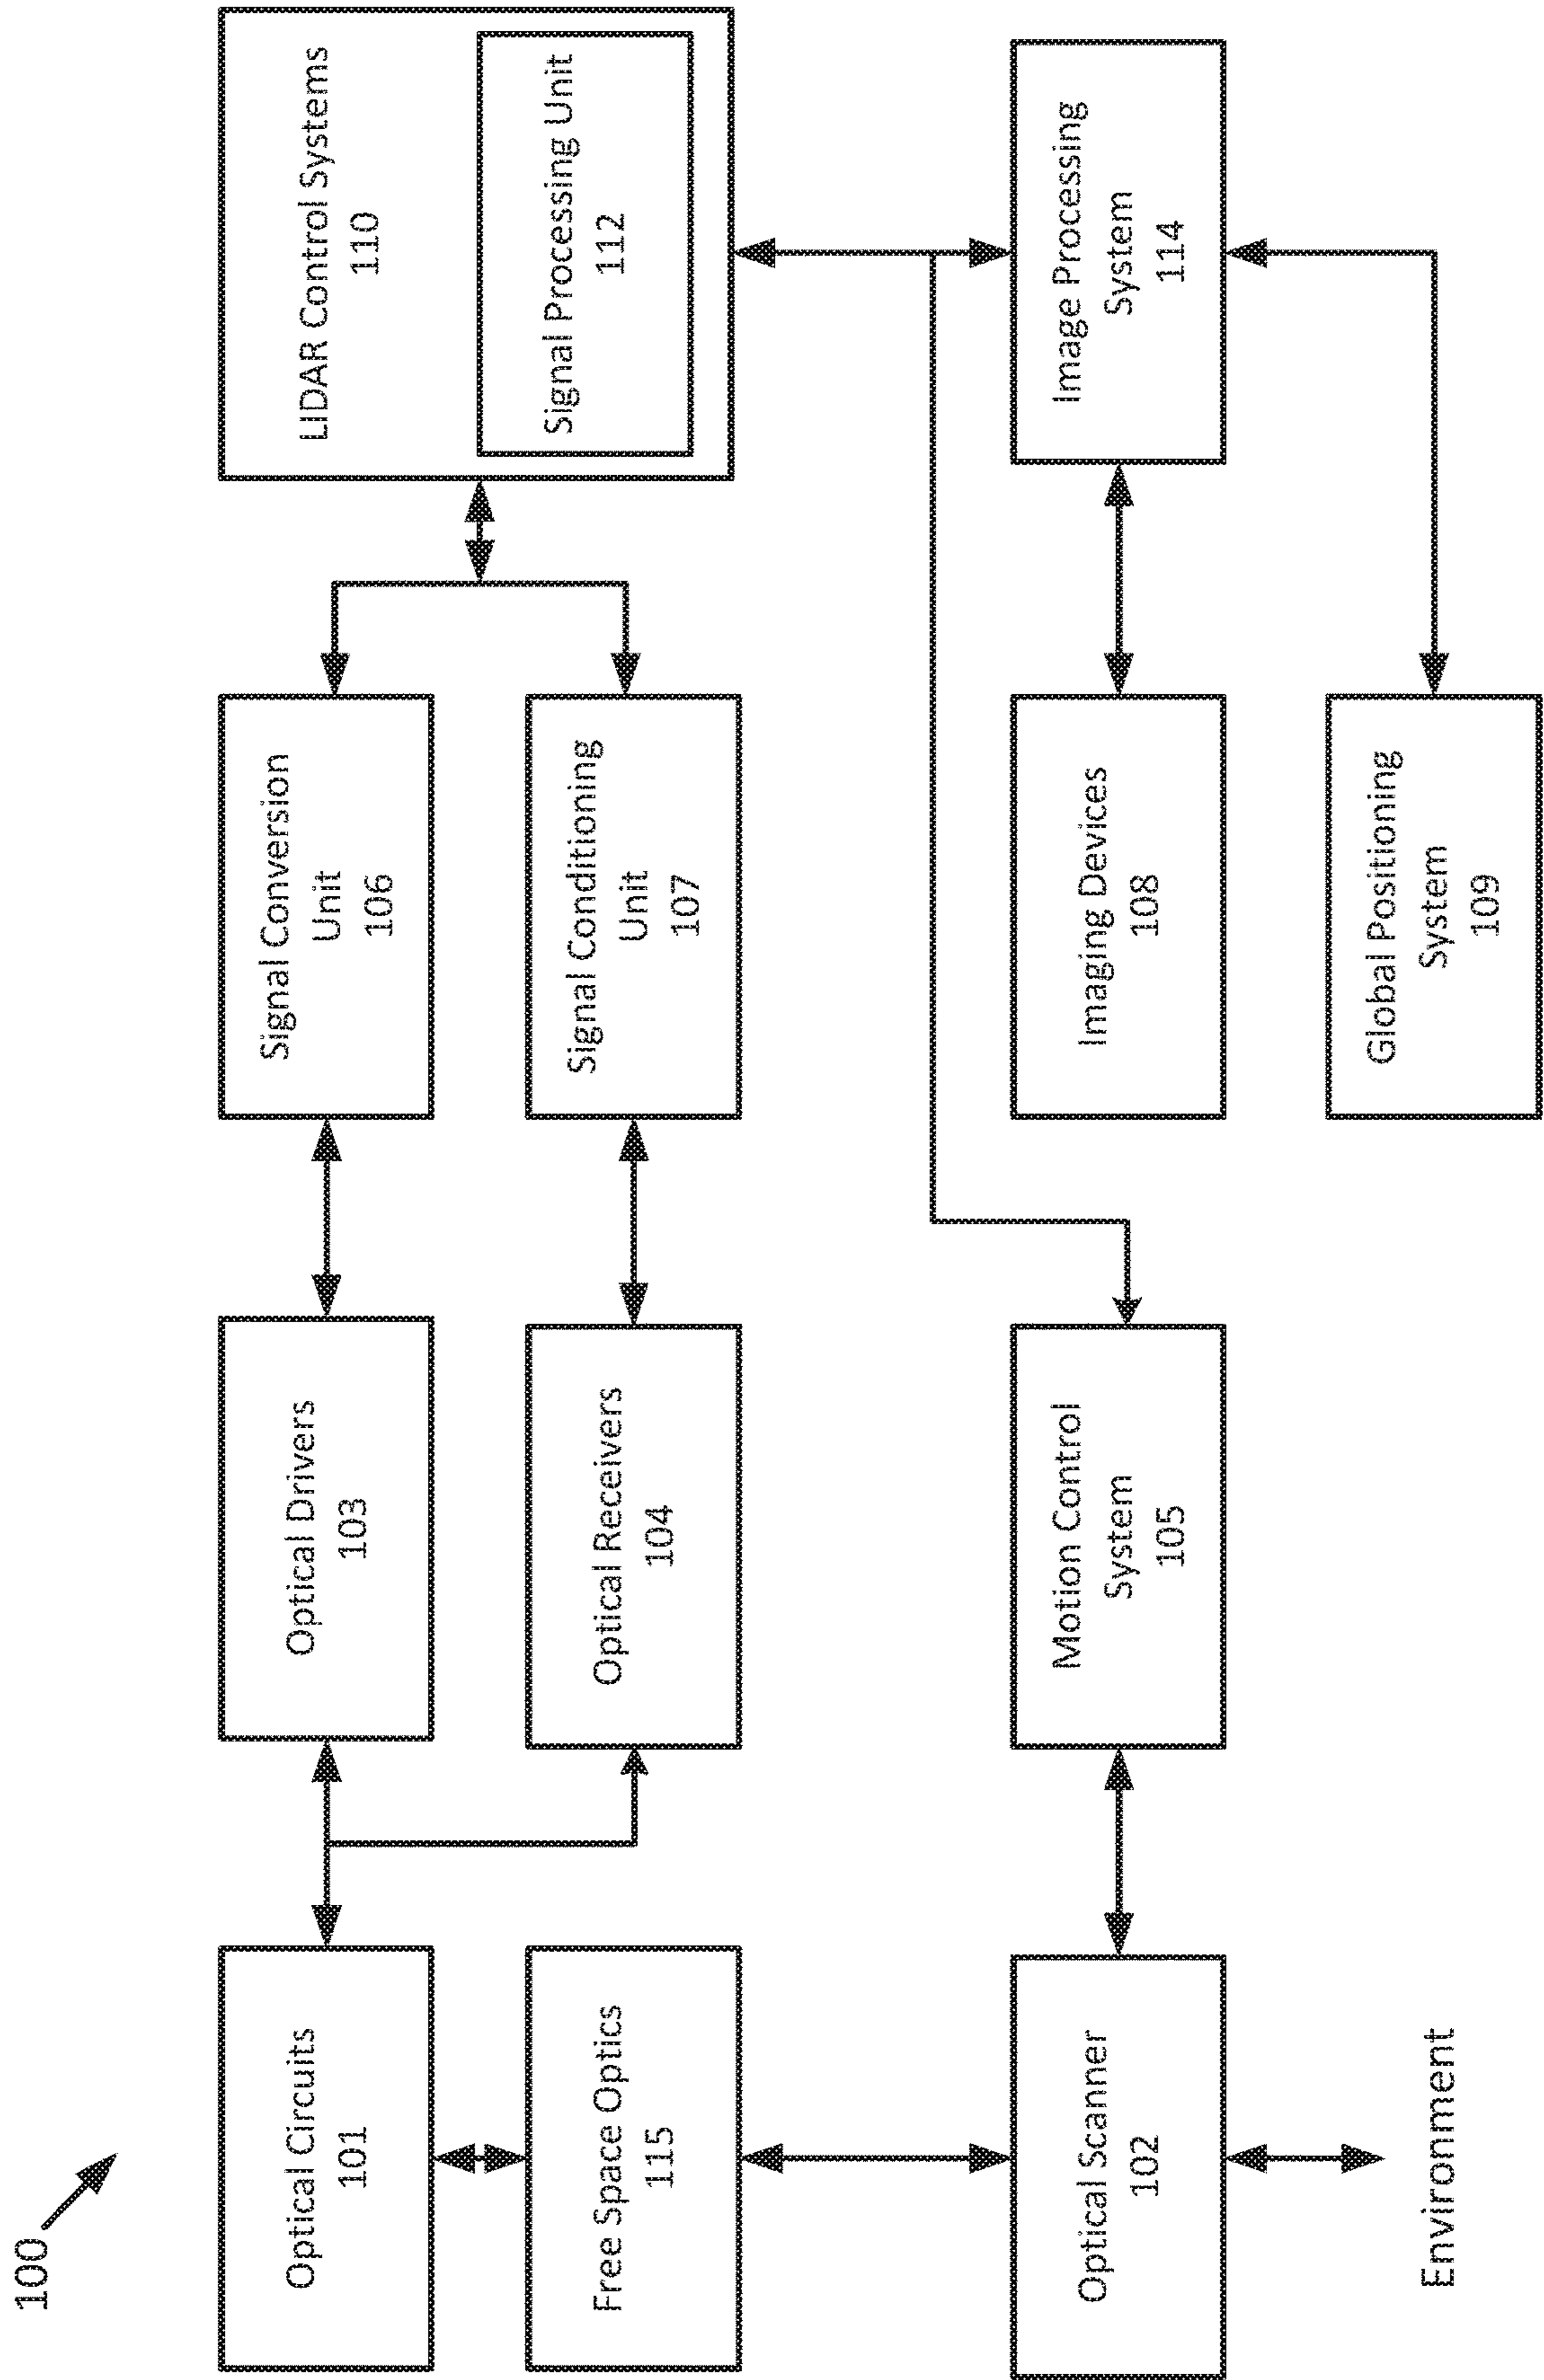 100
Optical Circuits
101
Optical Drivers
103
Signal Conversion
Unit
106
LIDAR Control Systems
110
Signal Processing Unit
112
Free Space Optics
115
Optical Receivers
104
Signal Conditioning
Unit
107
Optical Scanner
102
Motion Control
System
105
Imaging Devices
108
Image Processing
System
114
Environment
Global Positioning
System
109